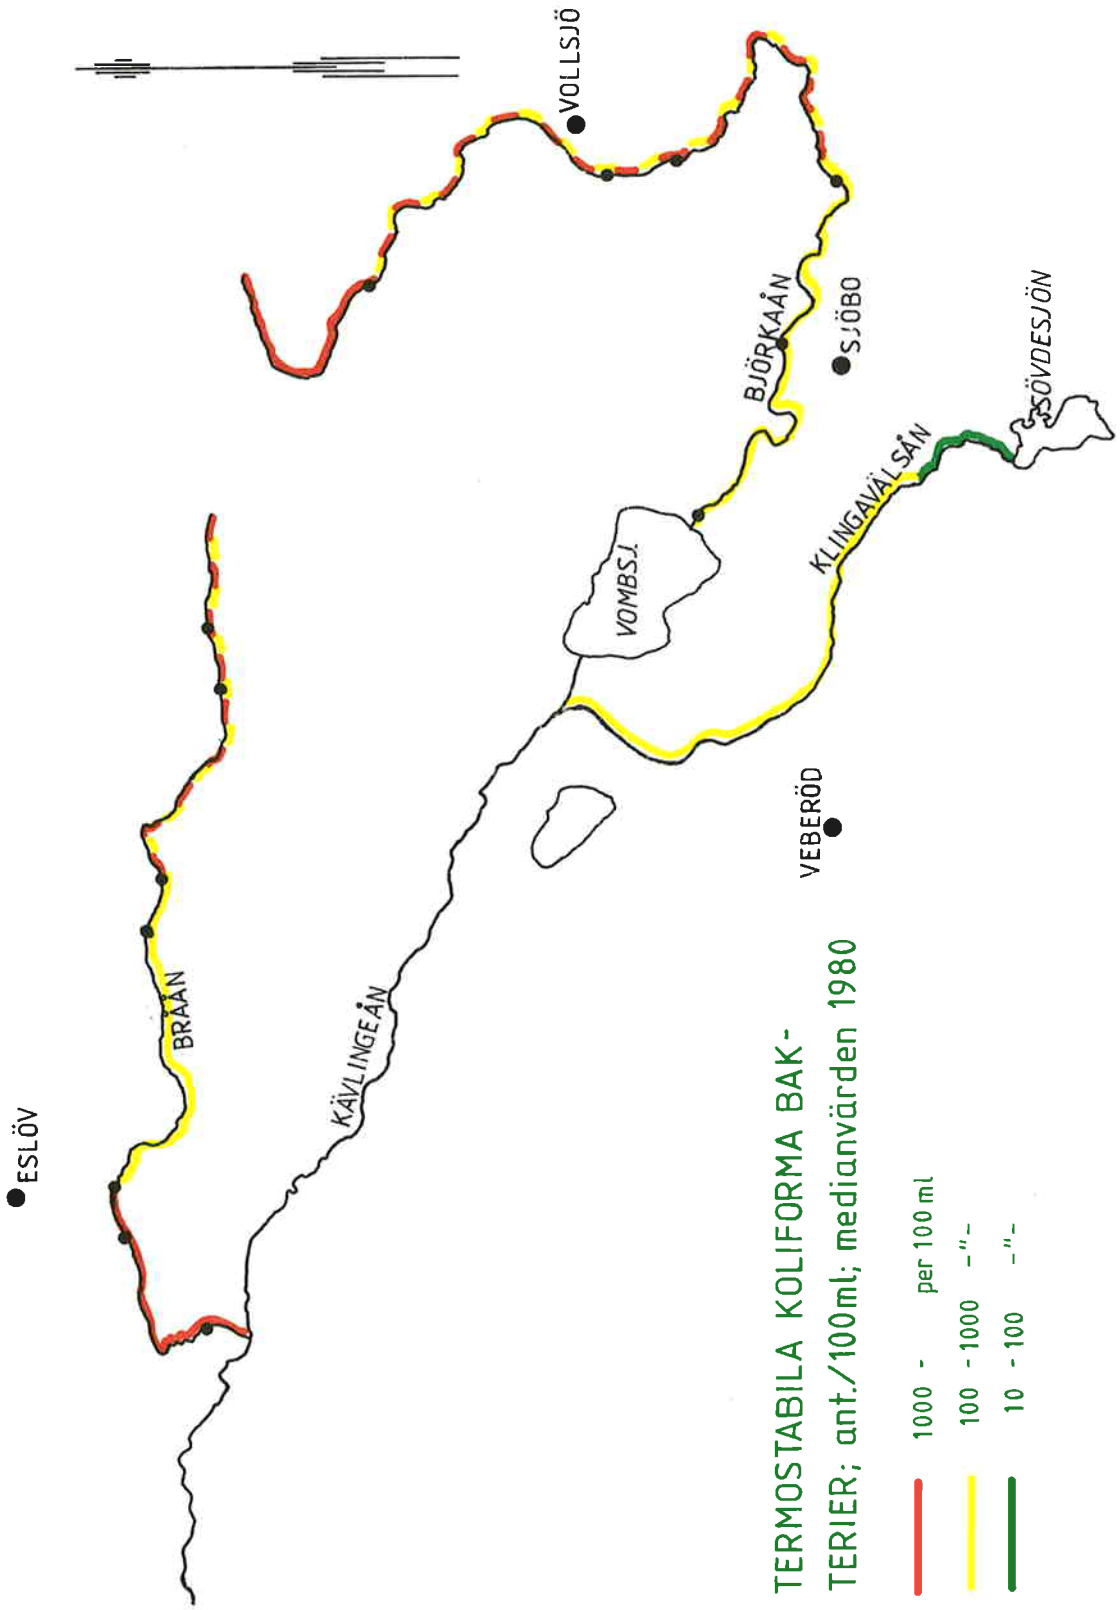 ESLÖV
VOLLSJÖ
BRÅÅN
KÄVLINGEÅN
VOMBSJ.
BJÖRKAÅN
SJÖBO
KLINGAVÄLSÅN
SÖVDESJÖN
VEBERÖD
TERMOSTABILA KOLIFORMA BAK-
TERIER; ant./100ml; medianvärden 1980
1000 - per 100 ml
100 - 1000 -"-
10 - 100 -"-